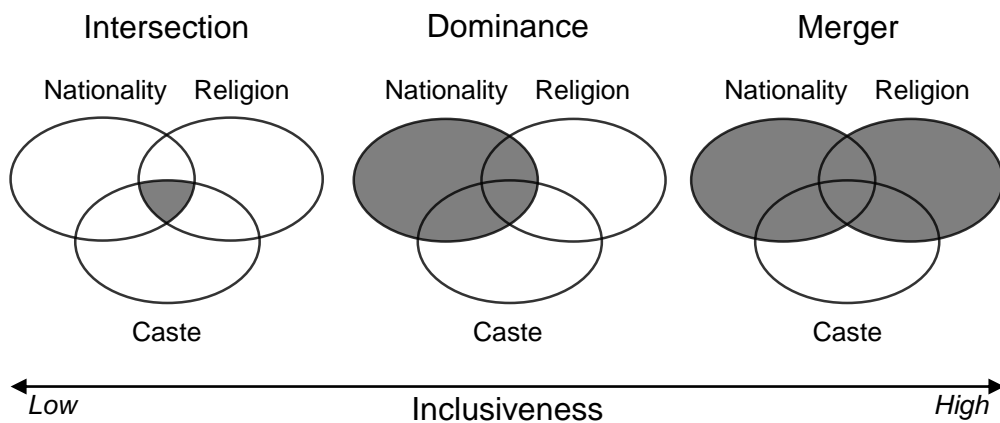 Intersection Dominance Merger
Nationality Religion Nationality Religion Nationality Religion
Caste Caste Caste
Low Inclusiveness High